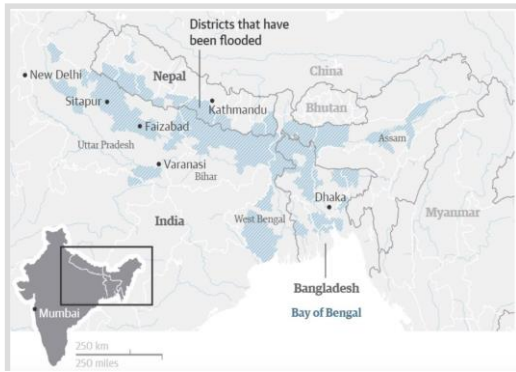 Districts that have
been flooded
New Delhi
Nepal
China
Sitapur
Kathmandu
Bhutan
Faizabad
Uttar Pradesh
Assam
Varanasi
Bihar
Dhaka
India
West Bengal
Myanmar
Bangladesh
Mumbai
Bay of Bengal
250 km
250 miles